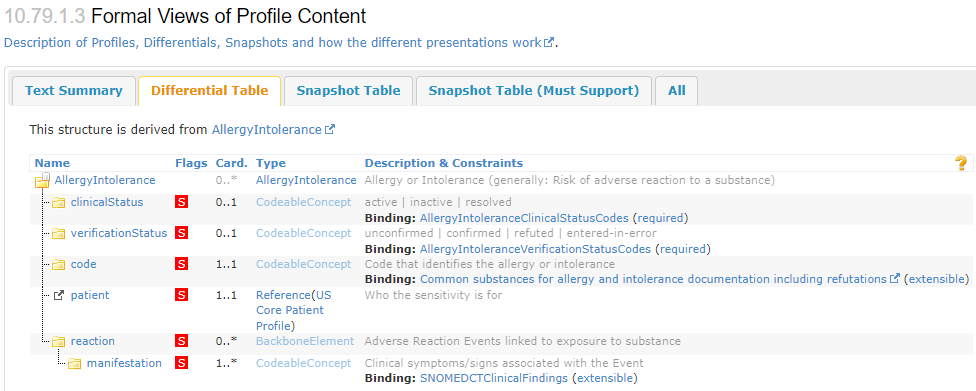 10.79.1.3 Formal Views of Profile Content
Description of Profiles, Differentials, Snapshots and how the different presentations work.
Text Summary Differential Table Snapshot Table Snapshot Table (Must Support) All
This structure is derived from AllergyIntolerance
Name Flags Card. Type Description & Constraints ?
AllergyIntolerance 0..* AllergyIntolerance Allergy or Intolerance (generally: Risk of adverse reaction to a substance)
clinicalStatus S 0..1 CodeableConcept active | inactive | resolved
Binding: AllergyIntoleranceClinicalStatusCodes (required)
verificationStatus S 0..1 CodeableConcept unconfirmed | confirmed | refuted | entered-in-error
Binding: AllergyIntoleranceVerificationStatusCodes (required)
code S 1..1 CodeableConcept Code that identifies the allergy or intolerance
Binding: Common substances for allergy and intolerance documentation including refutations (extensible)
patient S 1..1 Reference(US Who the sensitivity is for
Core Patient
Profile)
reaction S 0..* BackboneElement Adverse Reaction Events linked to exposure to substance
manifestation S 1..* CodeableConcept Clinical symptoms/signs associated with the Event
Binding: SNOMEDCTClinicalFindings (extensible)